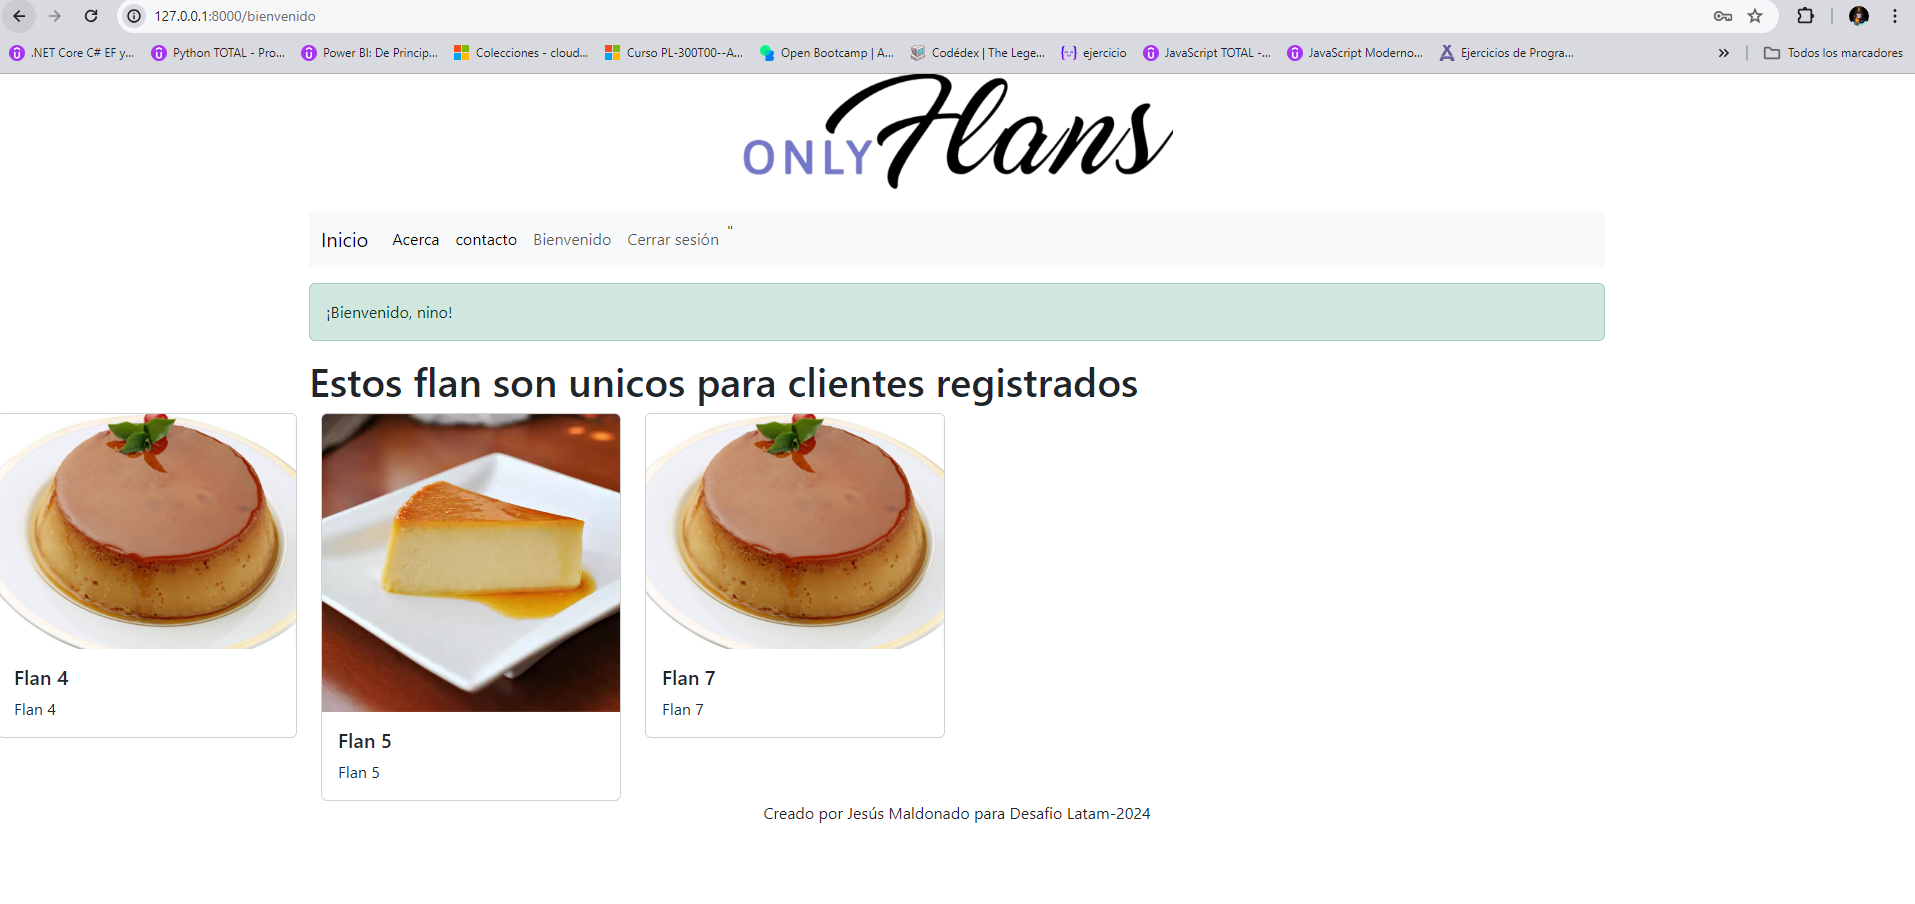 127.0.0.1:8000/bienvenido
.NET Core C# EF y... Python TOTAL - Pro... Power BI: De Princip... Colecciones - cloud... Curso PL-300T00--A... Open Bootcamp | A... Codédex | The Lege... ejercicio JavaScript TOTAL -... JavaScript Moderno... Ejercicios de Progra... » Todos los marcadores
ONLY Flans
Inicio Acerca contacto Bienvenido Cerrar sesión "
¡Bienvenido, nino!
Estos flan son unicos para clientes registrados
Flan 4
Flan 4
Flan 5
Flan 5
Flan 7
Flan 7
Creado por Jesús Maldonado para Desafio Latam-2024